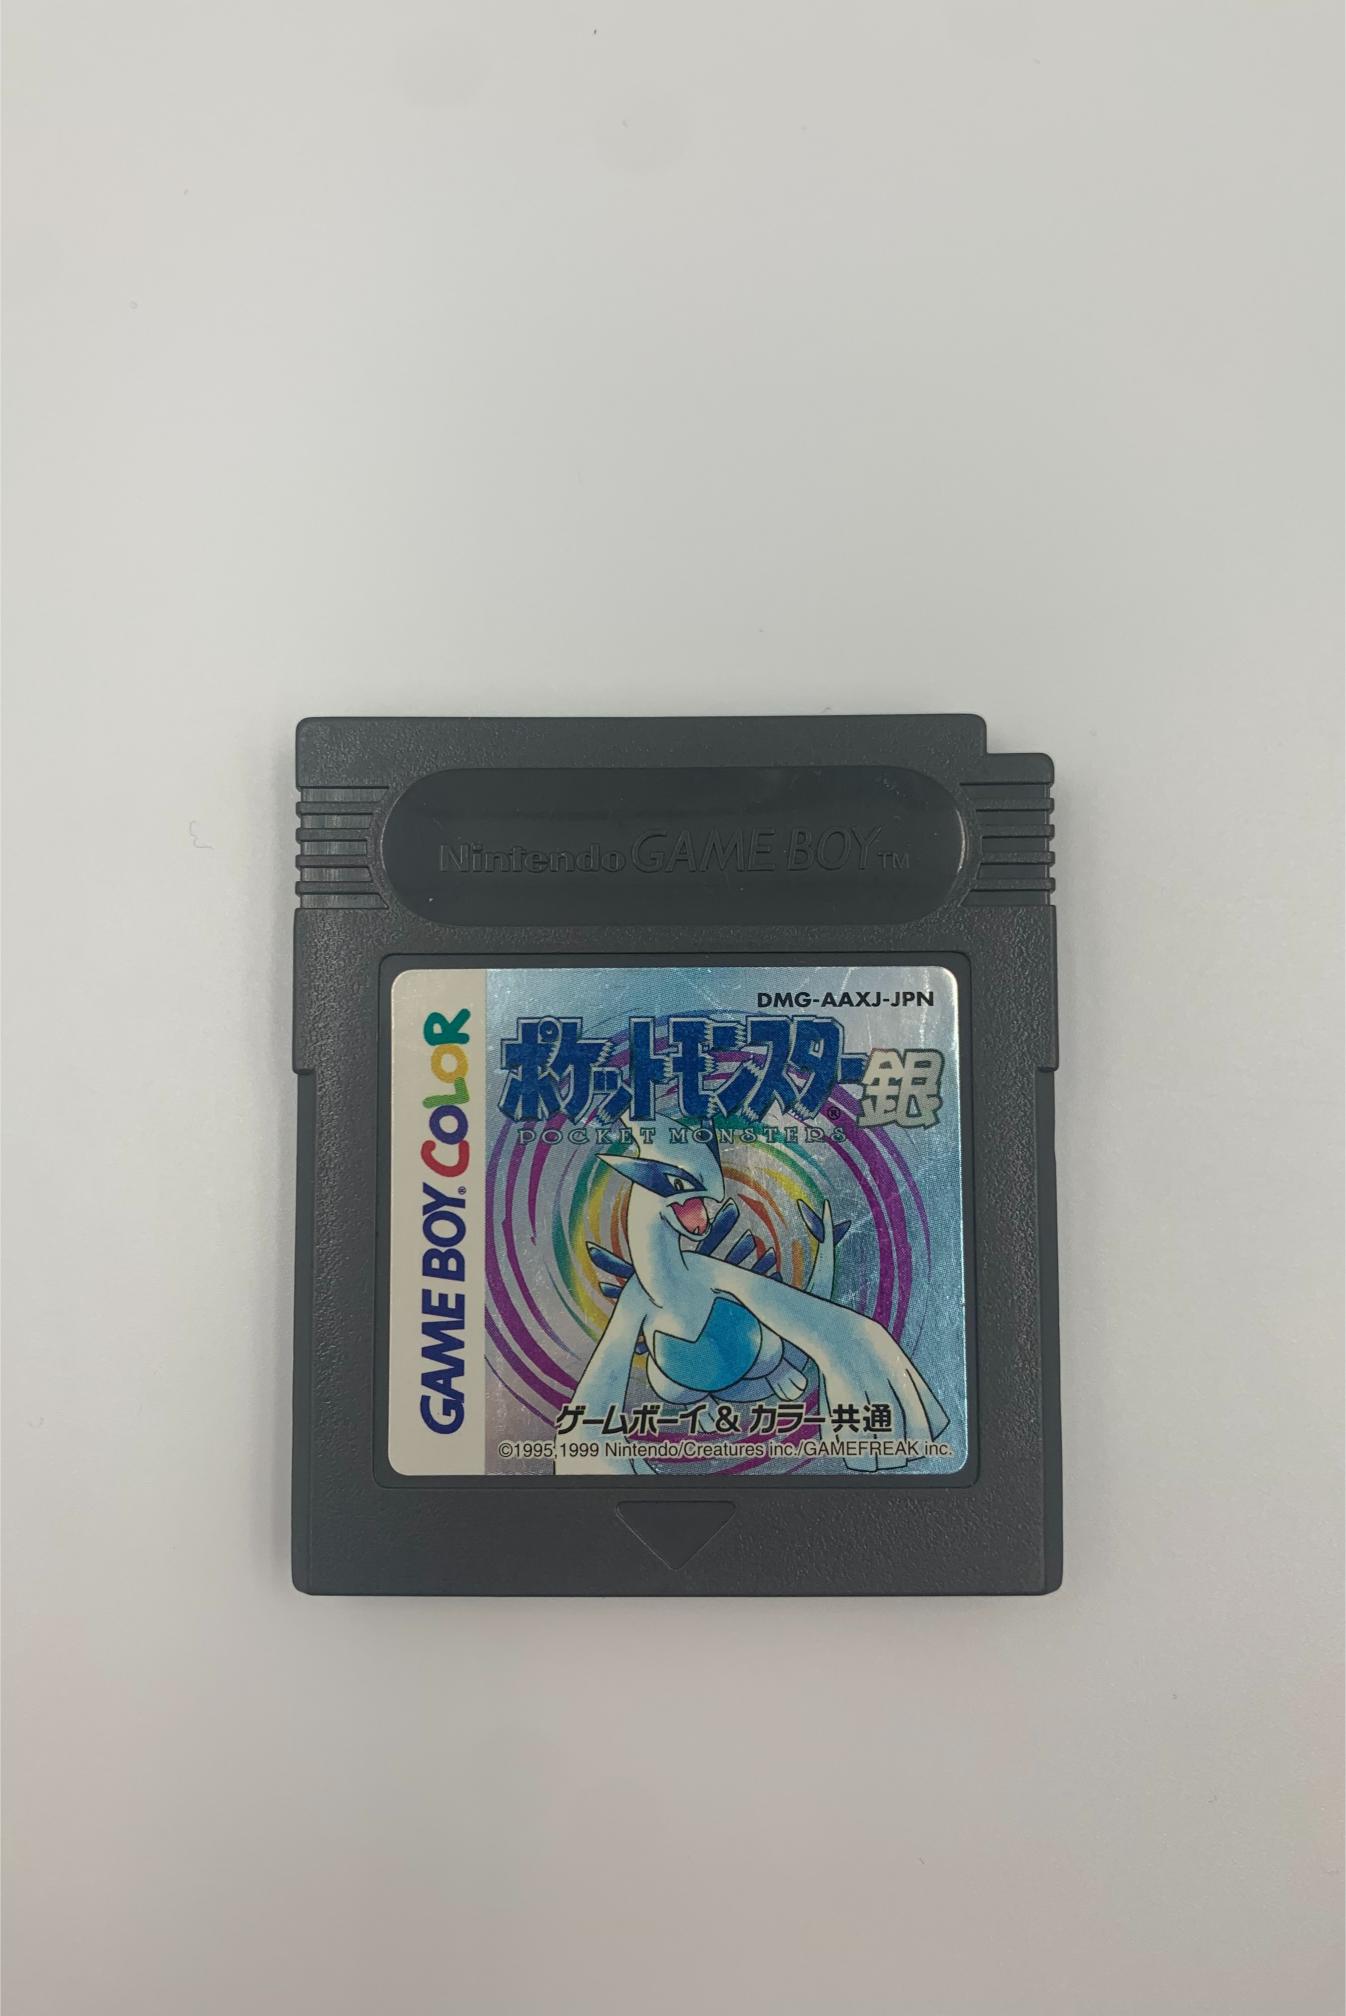 Nintendo GAME BOY TM
GAME BOY® COLOR
DMG-AAXJ-JPN
ポケットモンスター®銀
POCKET MONSTERS
ゲームボーイ & カラー共通
©1995,1999 Nintendo/Creatures inc./GAMEFREAK inc.